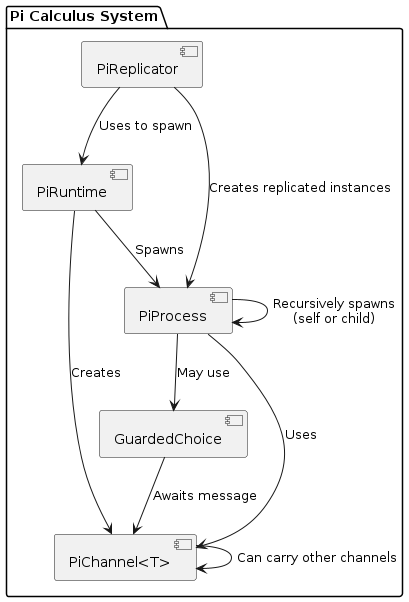 Pi Calculus System
PiReplicator
Uses to spawn
PiRuntime
Creates replicated instances
Spawns
PiProcess
Recursively spawns
(self or child)
Creates
May use
GuardedChoice
Uses
Awaits message
PiChannel<T>
Can carry other channels